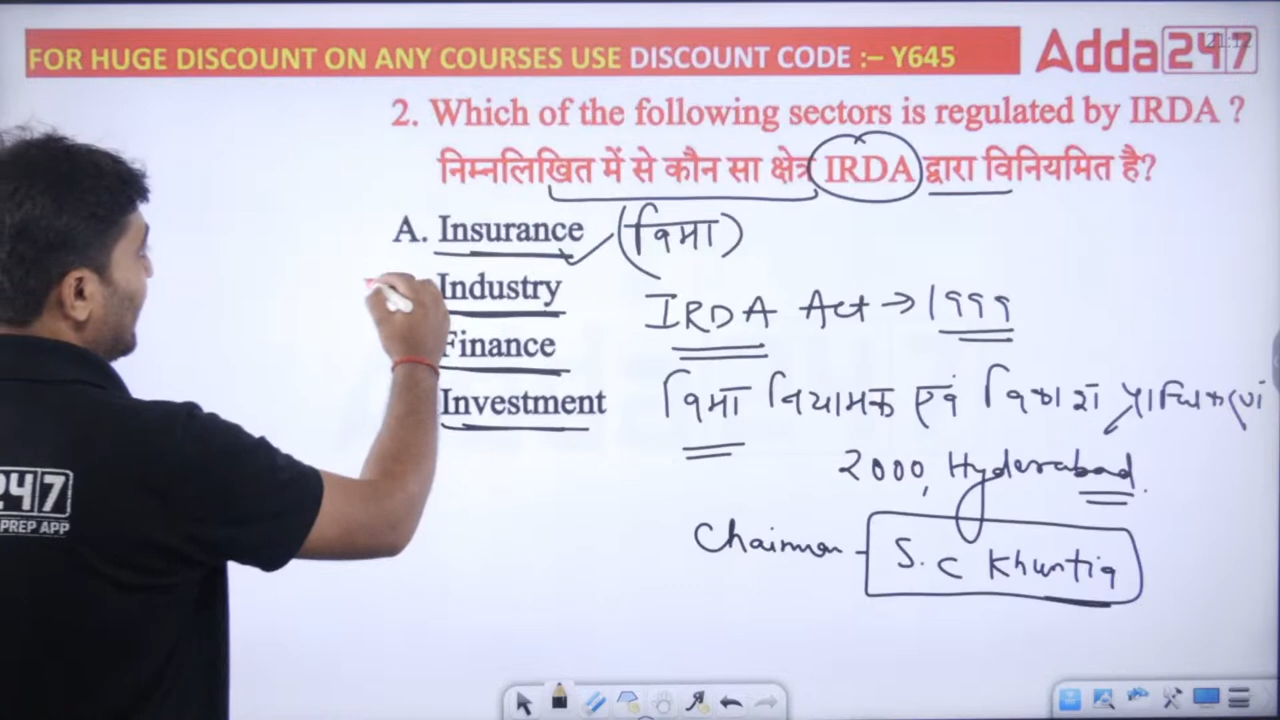 FOR HUGE DISCOUNT ON ANY COURSES USE DISCOUNT CODE :– Y645
Adda247
21:12
2. Which of the following sectors is regulated by IRDA ?
निम्नलिखित में से कौन सा क्षेत्र IRDA द्वारा विनियमित है?
A. Insurance (विमा)
Industry
IRDA Act → 1999
Finance
Investment
विमा नियामक एवं विकास
2000, Hyderabad.
Chairman - S. C Khuntia
247
PREP APP